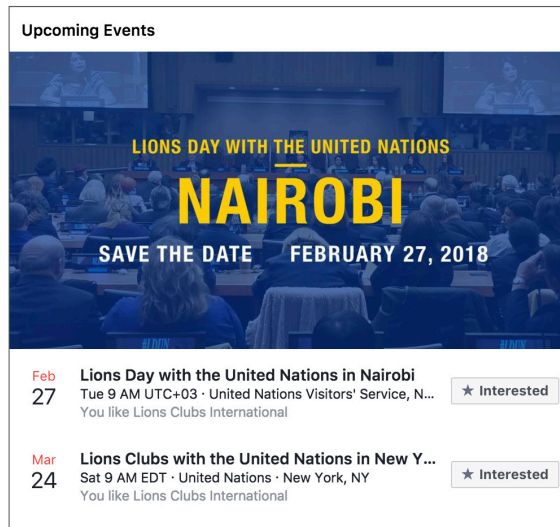 Upcoming Events
LIONS DAY WITH THE UNITED NATIONS
NAIROBI
SAVE THE DATE FEBRUARY 27, 2018
#LDUN
#LDUN
Feb
27
Lions Day with the United Nations in Nairobi
Tue 9 AM UTC+03 · United Nations Visitors' Service, N...
You like Lions Clubs International
★ Interested
Mar
24
Lions Clubs with the United Nations in New Y...
Sat 9 AM EDT · United Nations · New York, NY
You like Lions Clubs International
★ Interested